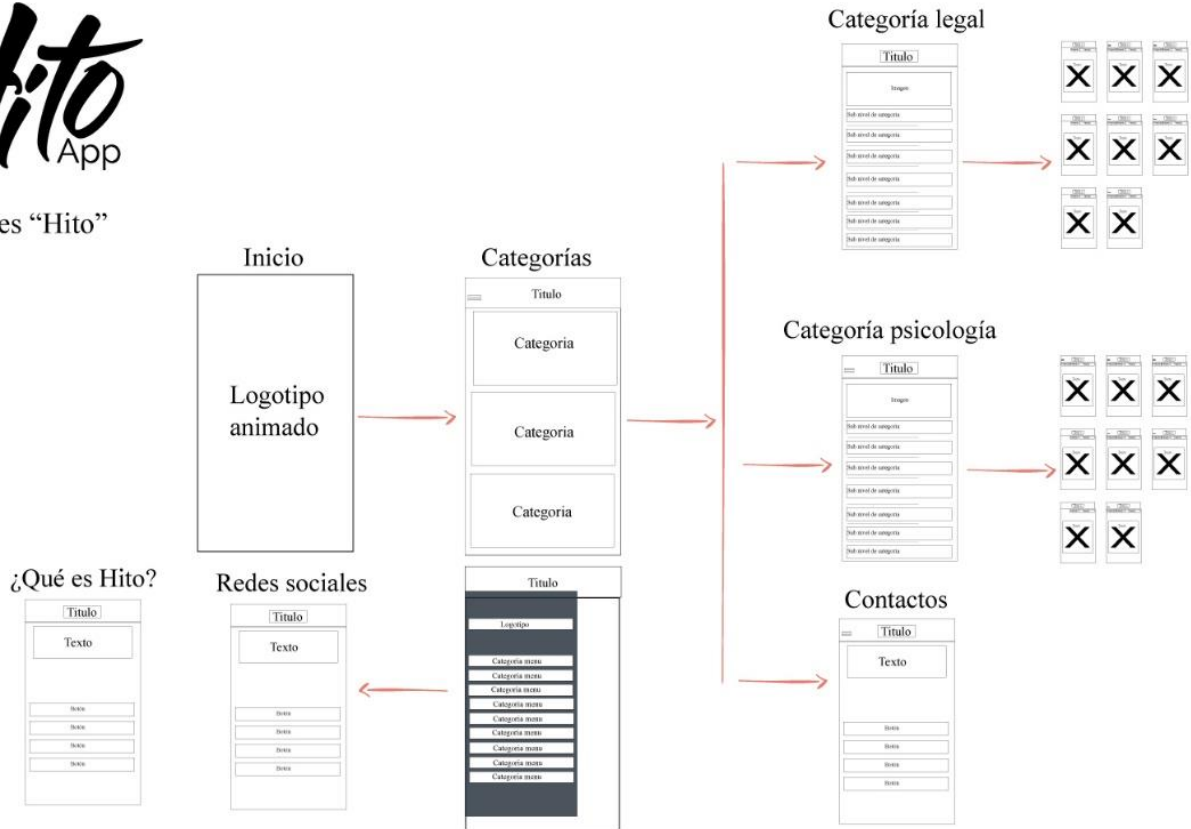 Hito
App
es “Hito”
Inicio
Logotipo
animado
Categorías
Titulo
Categoria
Categoria
Categoria
Categoría legal
Titulo
Imagen
Sub nivel de categoria
Sub nivel de categoria
Sub nivel de categoria
Sub nivel de categoria
Sub nivel de categoria
Sub nivel de categoria
Sub nivel de categoria
Sub nivel de categoria
Categoría psicología
Titulo
Imagen
Sub nivel de categoria
Sub nivel de categoria
Sub nivel de categoria
Sub nivel de categoria
Sub nivel de categoria
Sub nivel de categoria
Sub nivel de categoria
¿Qué es Hito?
Titulo
Texto
Botón
Botón
Botón
Botón
Redes sociales
Titulo
Texto
Botón
Botón
Botón
Botón
Titulo
Logotipo
Categoria menu
Categoria menu
Categoria menu
Categoria menu
Categoria menu
Categoria menu
Categoria menu
Categoria menu
Categoria menu
Contactos
Titulo
Texto
Botón
Botón
Botón
Botón